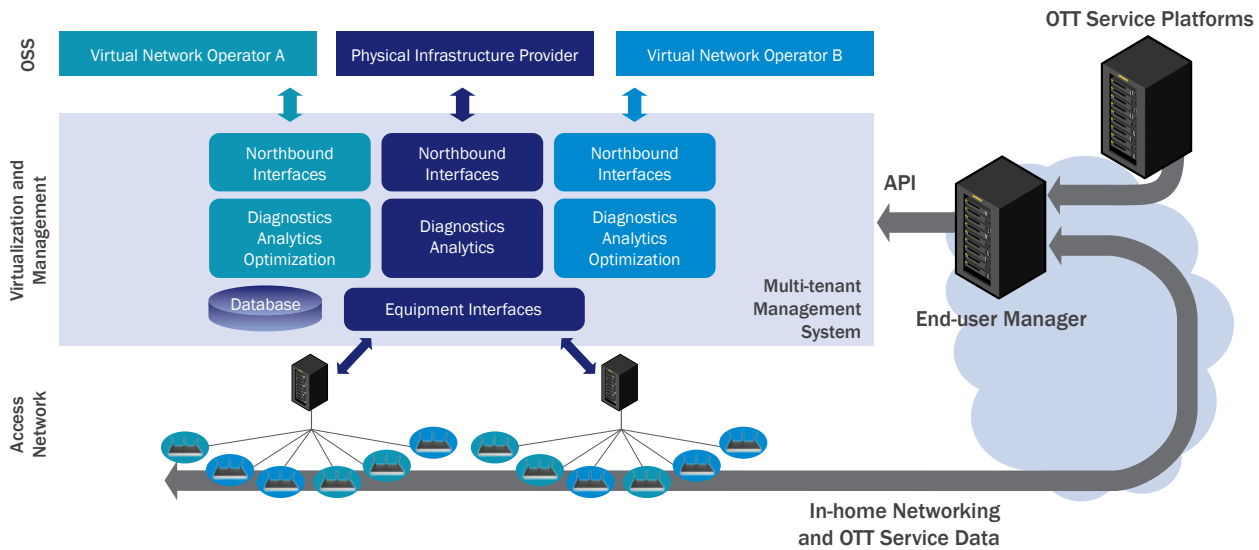 OTT Service Platforms
OSS
Virtual Network Operator A
Physical Infrastructure Provider
Virtual Network Operator B
Virtualization and
Management
Northbound
Interfaces
Northbound
Interfaces
Northbound
Interfaces
Diagnostics
Analytics
Optimization
Diagnostics
Analytics
Diagnostics
Analytics
Optimization
Database
Equipment Interfaces
Multi-tenant
Management
System
API
End-user Manager
Access
Network
In-home Networking
and OTT Service Data